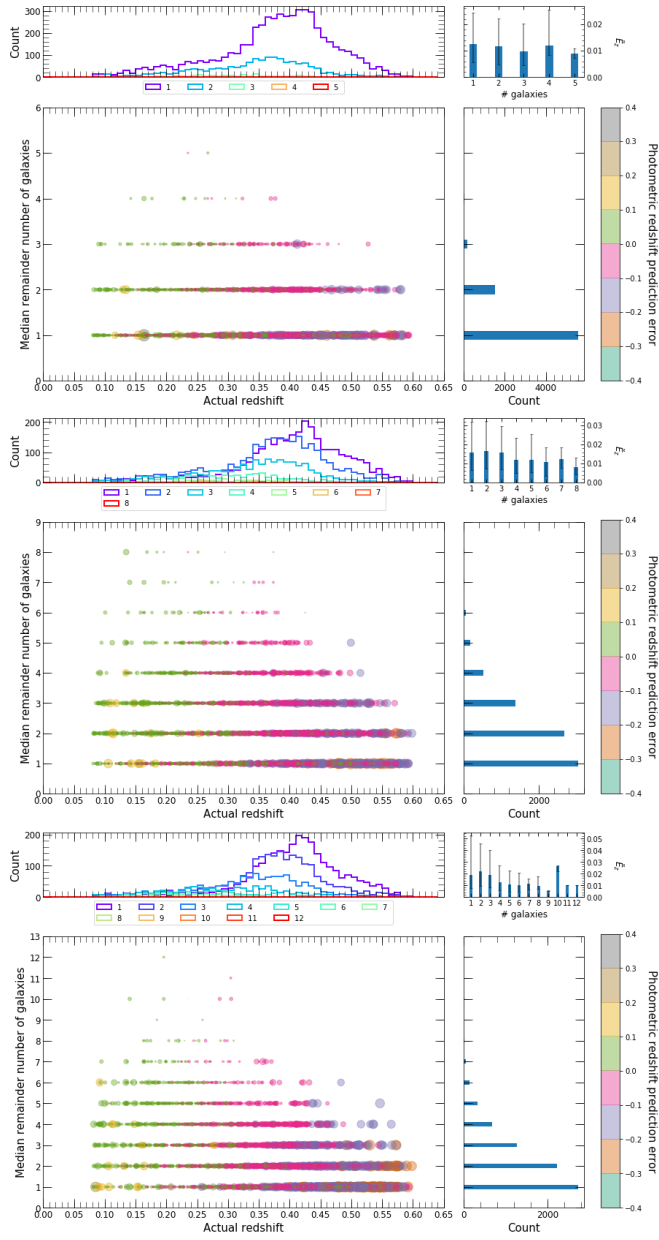 300
200
100
0
Count
1 2 3 4 5
0.02
0.01
0.00
Ēz
1 2 3 4 5
# galaxies
6
5
4
3
2
1
0
Median remainder number of galaxies
0.00 0.05 0.10 0.15 0.20 0.25 0.30 0.35 0.40 0.45 0.50 0.55 0.60 0.65
Actual redshift
0 2000 4000
Count
0.4
0.3
0.2
0.1
0.0
−0.1
−0.2
−0.3
−0.4
Photometric redshift prediction error
200
100
0
Count
1 2 3 4 5 6 7
8
0.03
0.02
0.01
0.00
Ēz
1 2 3 4 5 6 7 8
# galaxies
9
8
7
6
5
4
3
2
1
0
Median remainder number of galaxies
0.00 0.05 0.10 0.15 0.20 0.25 0.30 0.35 0.40 0.45 0.50 0.55 0.60 0.65
Actual redshift
0 2000
Count
0.4
0.3
0.2
0.1
0.0
−0.1
−0.2
−0.3
−0.4
Photometric redshift prediction error
200
100
0
Count
1 2 3 4 5 6 7
8 9 10 11 12
0.05
0.04
0.03
0.02
0.01
0.00
Ēz
1 2 3 4 5 6 7 8 9 10 11 12
# galaxies
13
12
11
10
9
8
7
6
5
4
3
2
1
0
Median remainder number of galaxies
0.00 0.05 0.10 0.15 0.20 0.25 0.30 0.35 0.40 0.45 0.50 0.55 0.60 0.65
Actual redshift
0 2000
Count
0.4
0.3
0.2
0.1
0.0
−0.1
−0.2
−0.3
−0.4
Photometric redshift prediction error